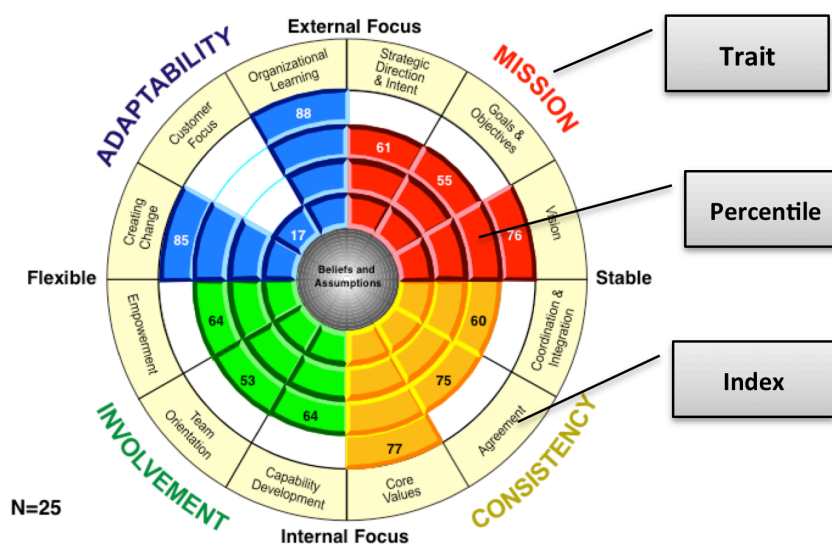 External Focus
ADAPTABILITY
MISSION
Trait
Organizational
Learning
Strategic
Direction
& Intent
Customer
Focus
Goals &
Objectives
88
61
55
Creating
Change
85
17
76
Vision
Percentile
Flexible
Beliefs and
Assumptions
Stable
Empowerment
64
60
Coordination &
Integration
53
75
Index
Team
Orientation
64
77
Agreement
Capability
Development
Core
Values
INVOLVEMENT
CONSISTENCY
N=25
Internal Focus